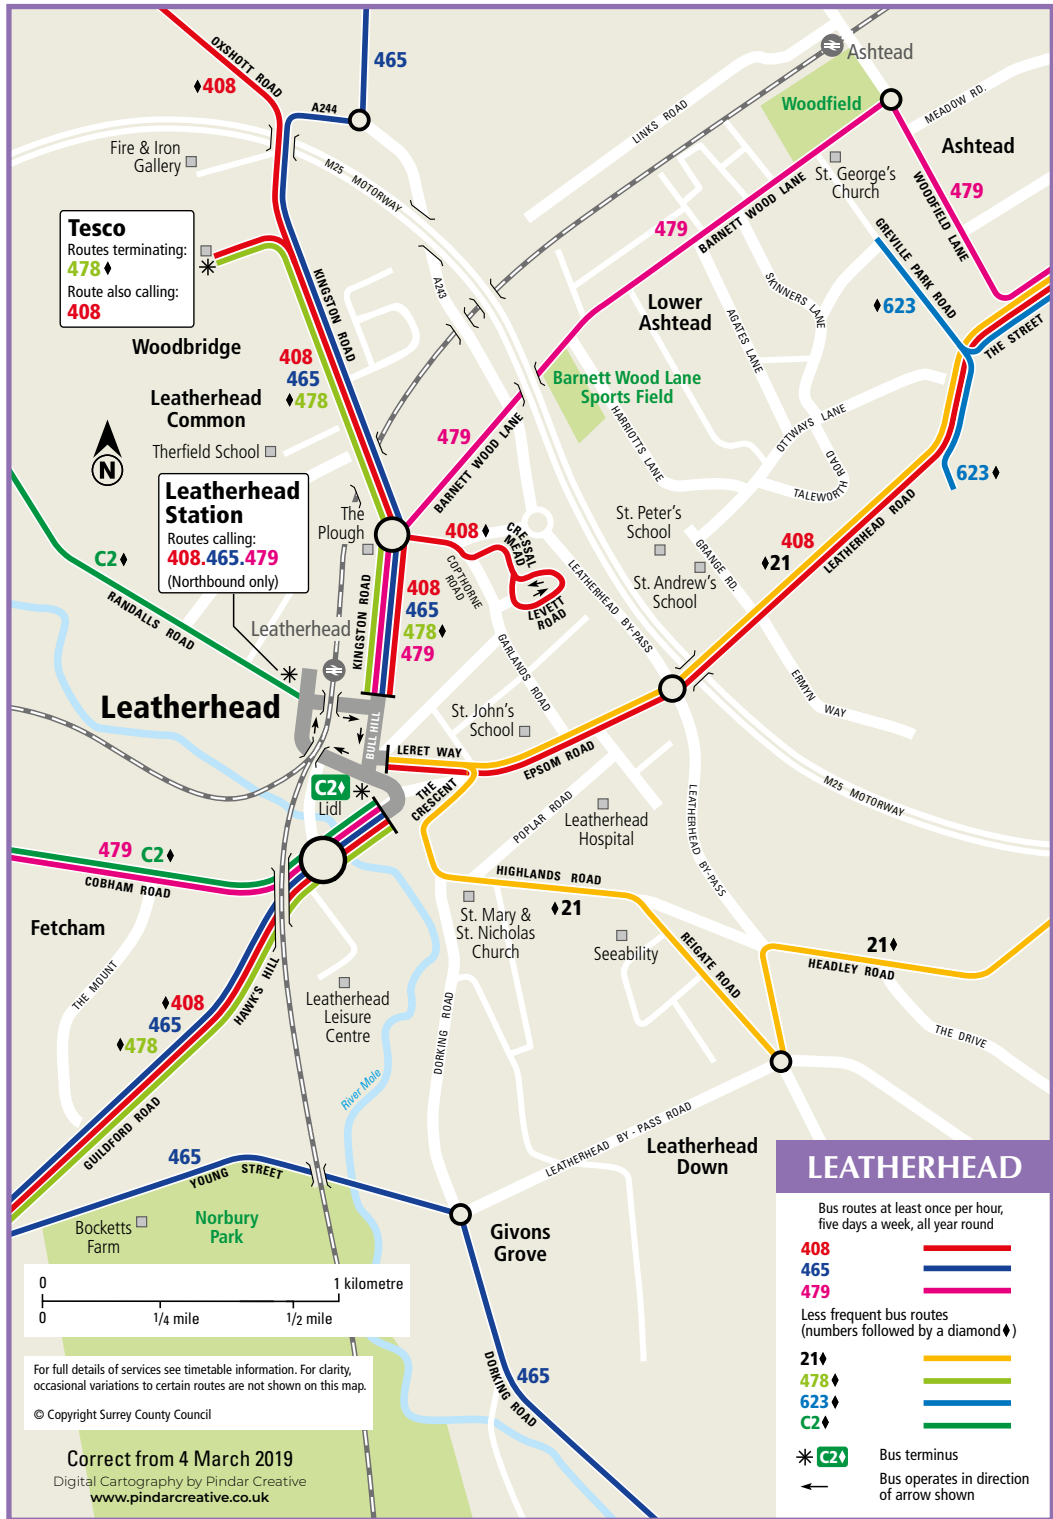 OXSHOTT ROAD
♦408
465
A244
Ashtead
Woodfield
LINKS ROAD
MEADOW RD.
Ashtead
Fire & Iron
Gallery
M25 MOTORWAY
St. George's
Church
479
WOODFIELD LANE
BARNETT WOOD LANE
479
GREVILLE PARK ROAD
Tesco
Routes terminating:
478♦
Route also calling:
408
KINGSTON ROAD
A243
SKINNERS LANE
Lower
Ashtead
♦623
AGATES LANE
THE STREET
Woodbridge
408
465
♦478
Leatherhead
Common
Barnett Wood Lane
Sports Field
HARRIOTTS LANE
OTTWAYS LANE
479
BARNETT WOOD LANE
Therfield School
N
TALEWORTH ROAD
623♦
LEATHERHEAD ROAD
Leatherhead
Station
Routes calling:
408.465.479
(Northbound only)
The
Plough
408♦
CRESSAL
MEAD
St. Peter's
School
408
♦21
GRANGE RD.
C2♦
COPTHORNE
ROAD
LEVETT
ROAD
LEATHERHEAD BY-PASS
St. Andrew's
School
RANDALLS ROAD
KINGSTON ROAD
408
465
478♦
479
Leatherhead
GARLANDS ROAD
ERMYN WAY
Leatherhead
BULL HILL
St. John's
School
LERET WAY
EPSOM ROAD
THE
CRESCENT
C2♦
Lidl
M25 MOTORWAY
POPLAR ROAD
Leatherhead
Hospital
LEATHERHEAD BY-PASS
479 C2♦
COBHAM ROAD
HIGHLANDS ROAD
♦21
Fetcham
St. Mary &
St. Nicholas
Church
Seeability
REIGATE ROAD
21♦
HEADLEY ROAD
THE MOUNT
HAWK'S HILL
Leatherhead
Leisure
Centre
♦408
465
♦478
DORKING ROAD
THE DRIVE
River Mole
GUILDFORD ROAD
LEATHERHEAD BY - PASS ROAD
Leatherhead
Down
465
YOUNG STREET
Norbury
Park
Bocketts
Farm
Givons
Grove
465
DORKING ROAD
0
1 kilometre
0
1/4 mile
1/2 mile
For full details of services see timetable information. For clarity,
occasional variations to certain routes are not shown on this map.
© Copyright Surrey County Council
Correct from 4 March 2019
Digital Cartography by Pindar Creative
www.pindarcreative.co.uk
LEATHERHEAD
Bus routes at least once per hour,
five days a week, all year round
408
465
479
Less frequent bus routes
(numbers followed by a diamond♦)
21♦
478♦
623♦
C2♦
C2♦ Bus terminus
Bus operates in direction
of arrow shown